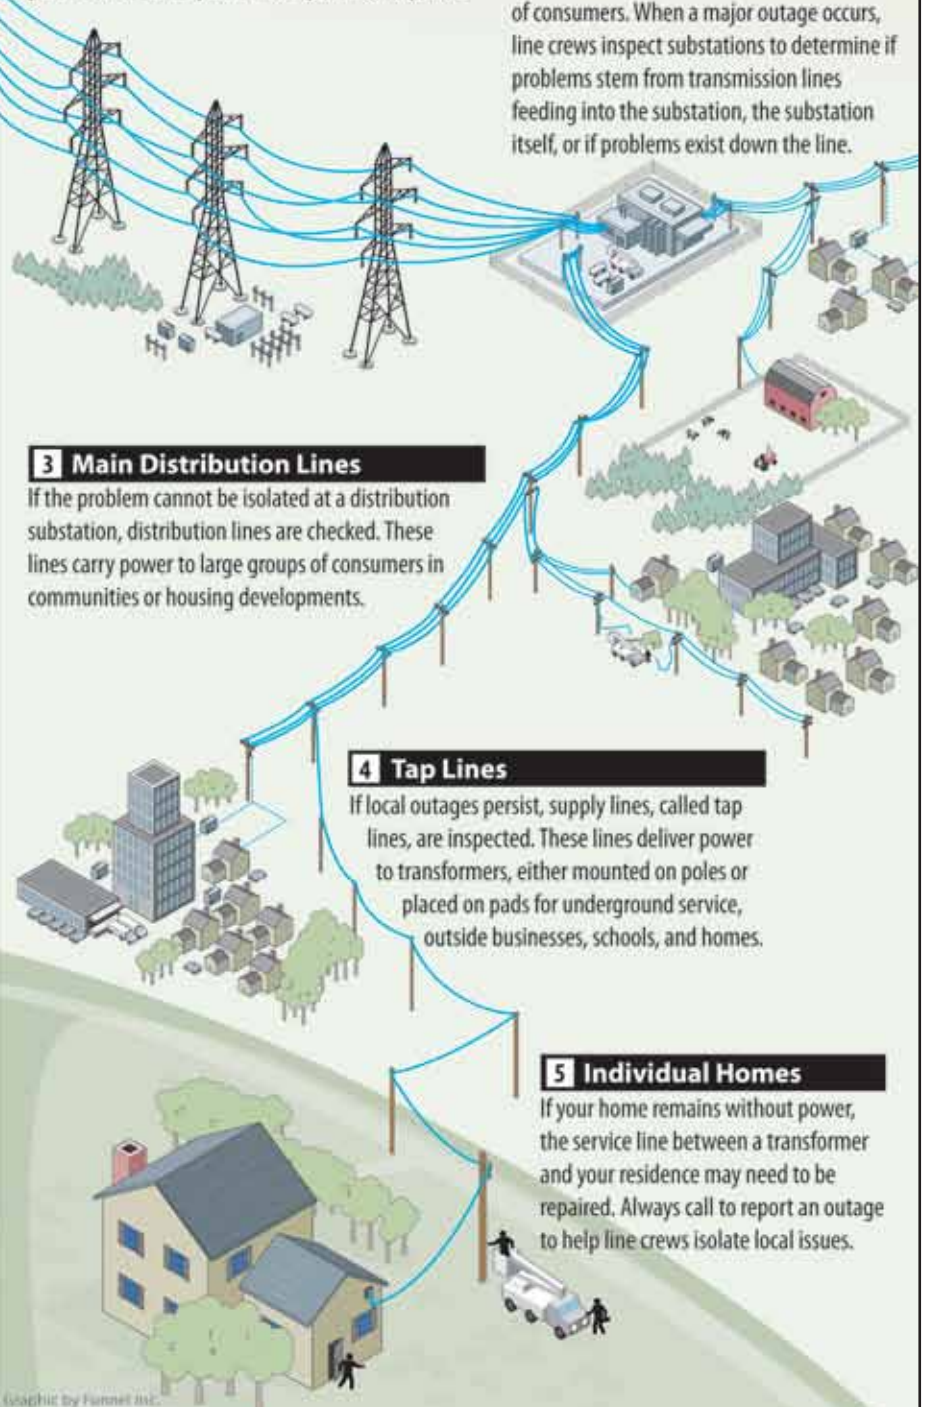 of consumers. When a major outage occurs,
line crews inspect substations to determine if
problems stem from transmission lines
feeding into the substation, the substation
itself, or if problems exist down the line.
3 Main Distribution Lines
If the problem cannot be isolated at a distribution
substation, distribution lines are checked. These
lines carry power to large groups of consumers in
communities or housing developments.
4 Tap Lines
If local outages persist, supply lines, called tap
lines, are inspected. These lines deliver power
to transformers, either mounted on poles or
placed on pads for underground service,
outside businesses, schools, and homes.
5 Individual Homes
If your home remains without power,
the service line between a transformer
and your residence may need to be
repaired. Always call to report an outage
to help line crews isolate local issues.
Graphic by Funnel Inc.